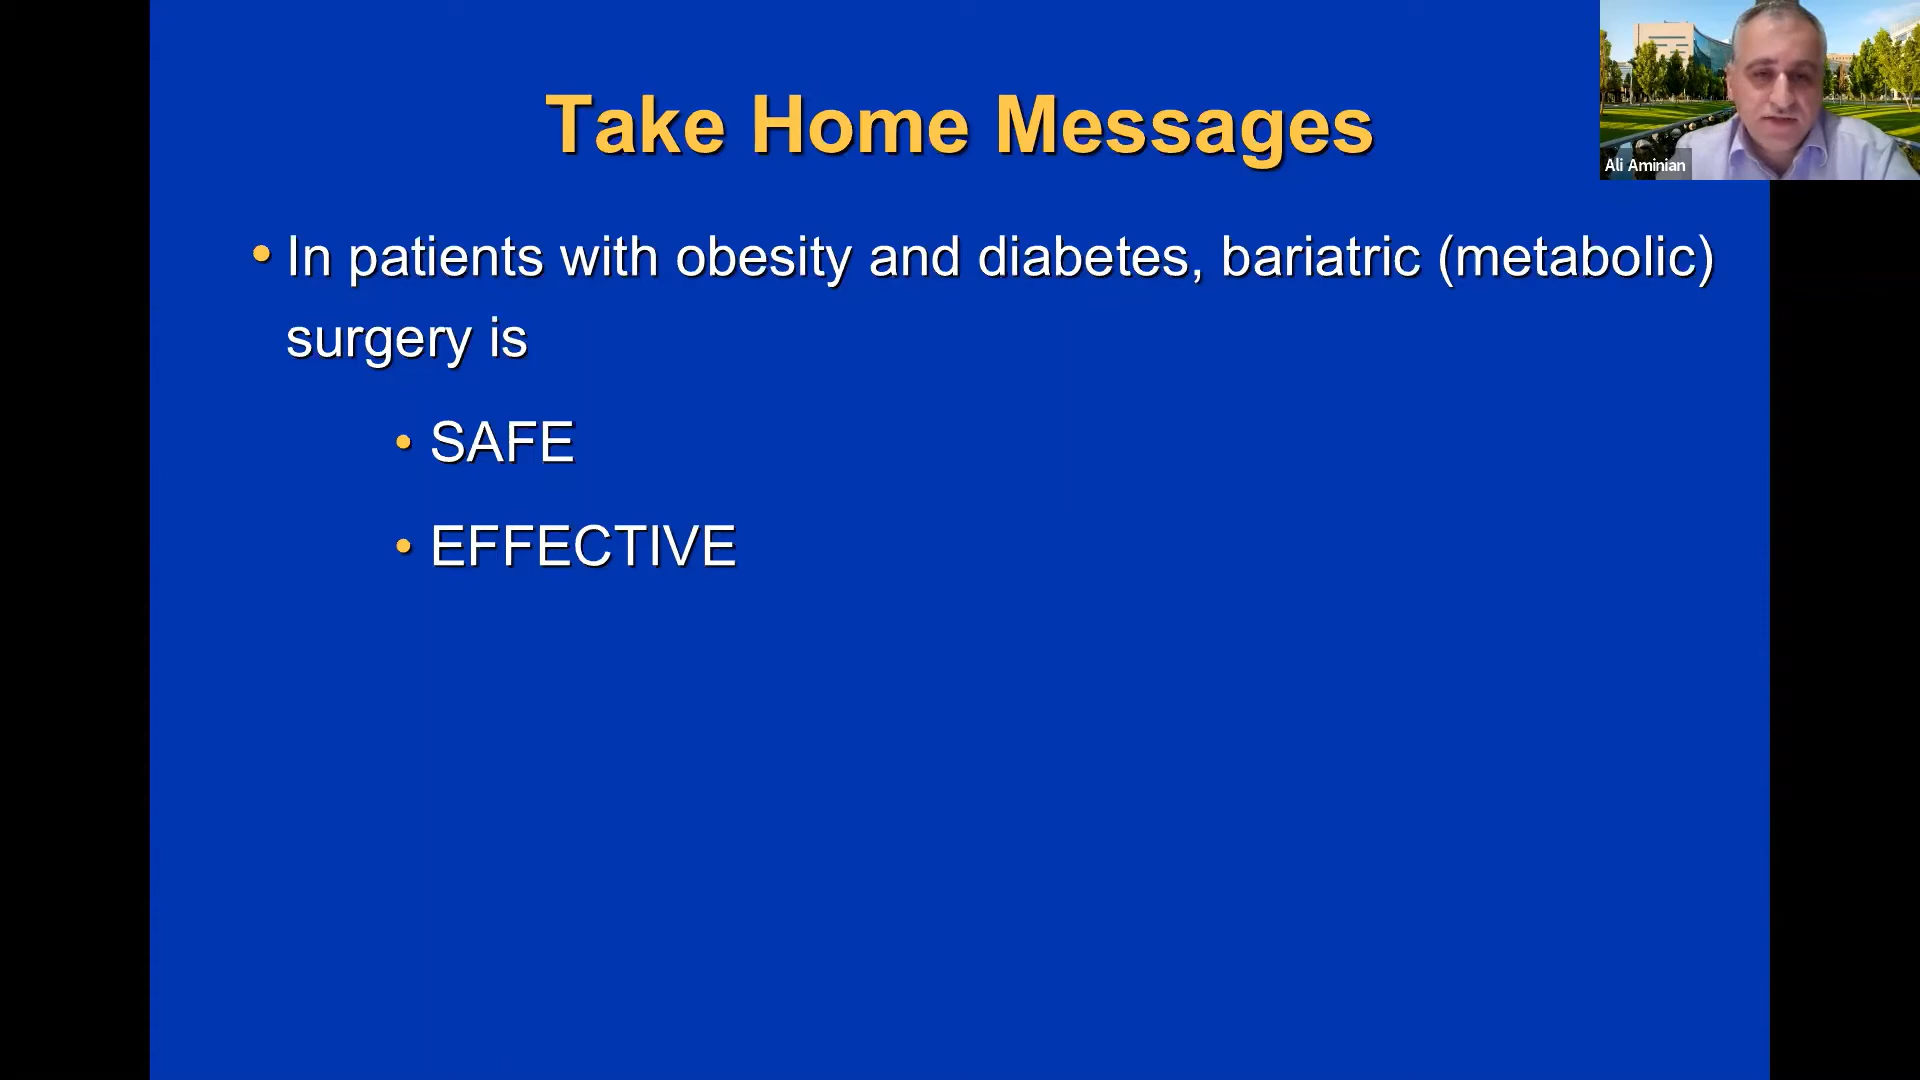 Take Home Messages
• In patients with obesity and diabetes, bariatric (metabolic)
surgery is
• SAFE
• EFFECTIVE
Ali Aminian